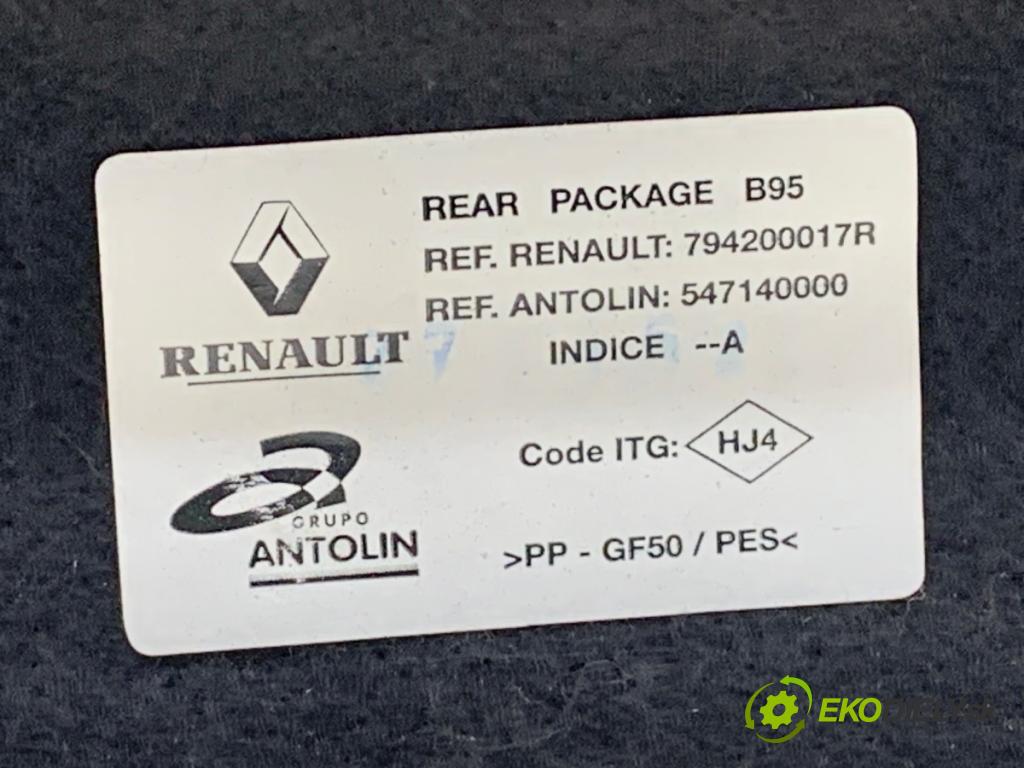 RENAULT
REAR PACKAGE B95
REF. RENAULT: 794200017R
REF. ANTOLIN: 547140000
INDICE --A
Code ITG: HJ4
>PP - GF50 / PES<
GRUPO
ANTOLIN
EKO